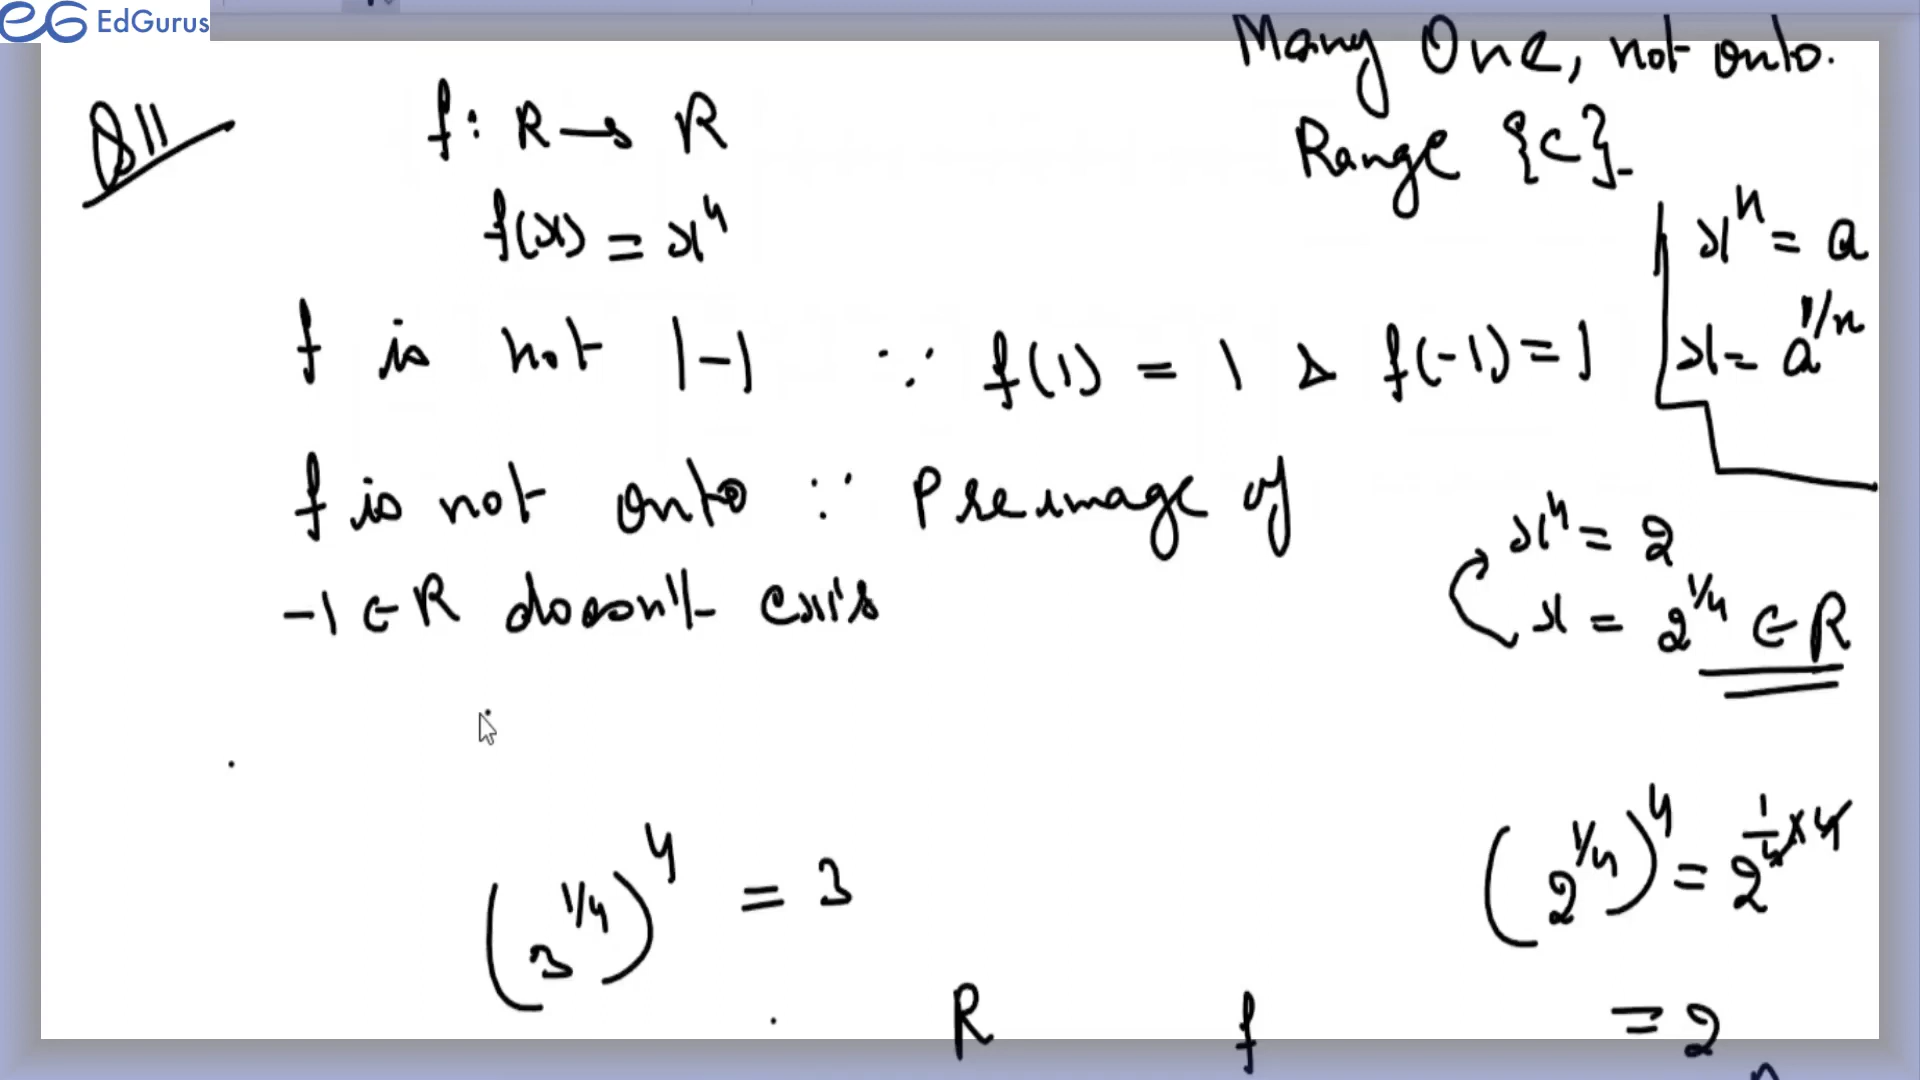 EdGurus
Many One, not onto.
Range {c}
Q11
f: R → R
f(x) = x⁴
xⁿ = a
x = a^1/n
f is not 1-1 ∵ f(1) = 1 & f(-1) = 1
f is not onto ∵ Preimage of
-1 ∈ R doesn't exis
x⁴ = 2
x = 2^1/4 ∈ R
(3^1/4)⁴ = 3
(2^1/4)⁴ = 2^1/4×4
= 2
R f